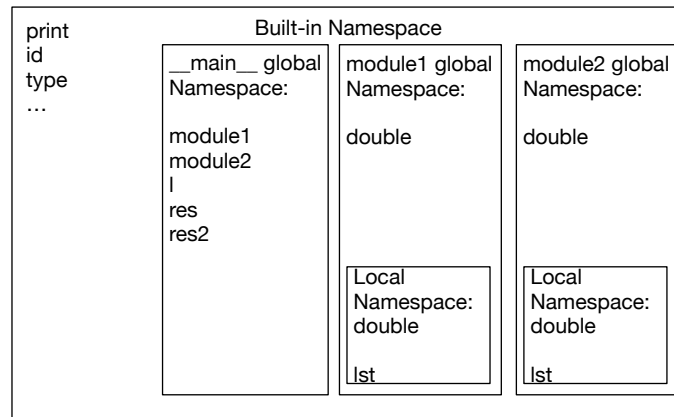 Built-in Namespace
print
id
type
…
__main__ global
Namespace:
module1
module2
l
res
res2
module1 global
Namespace:
double
Local
Namespace:
double
lst
module2 global
Namespace:
double
Local
Namespace:
double
lst